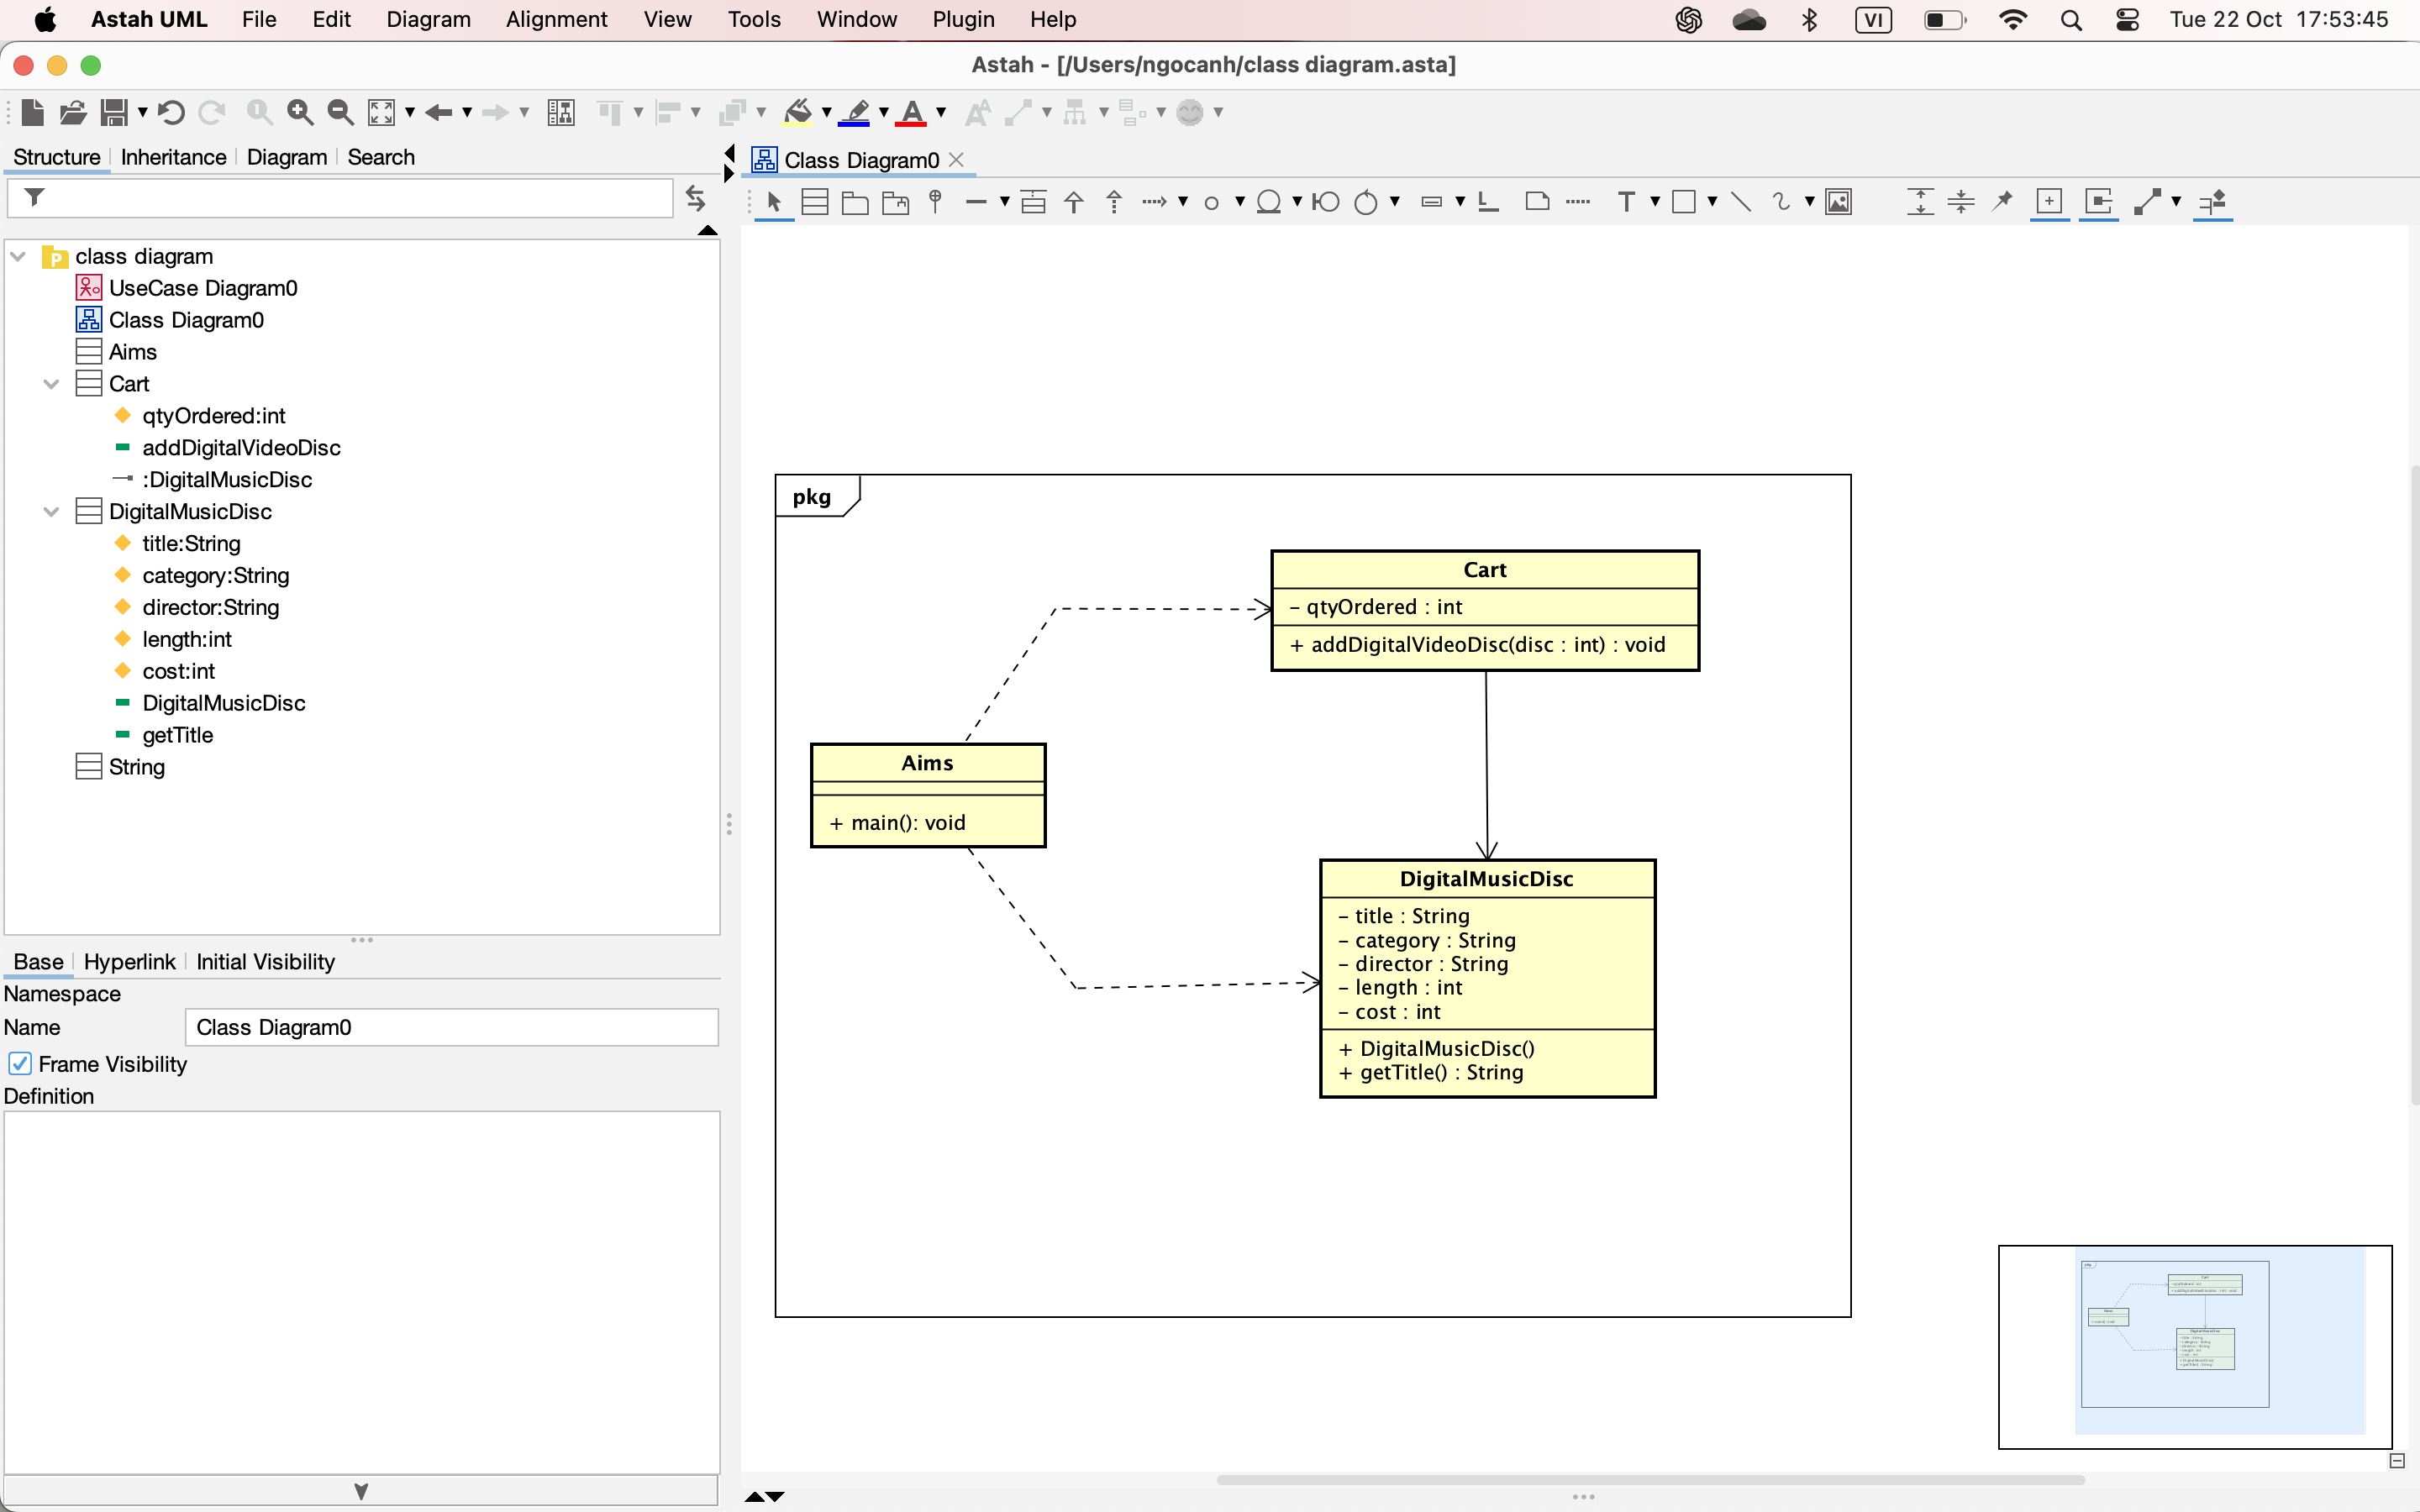 Astah UML File Edit Diagram Alignment View Tools Window Plugin Help VI Tue 22 Oct 17:53:45
Astah - [/Users/ngocanh/class diagram.asta]
Structure Inheritance Diagram Search
Class Diagram0
class diagram
UseCase Diagram0
Class Diagram0
Aims
Cart
qtyOrdered:int
addDigitalVideoDisc
:DigitalMusicDisc
DigitalMusicDisc
title:String
category:String
director:String
length:int
cost:int
DigitalMusicDisc
getTitle
String
Base Hyperlink Initial Visibility
Namespace
Name Class Diagram0
Frame Visibility
Definition
pkg
Cart
- qtyOrdered : int
+ addDigitalVideoDisc(disc : int) : void
Aims
+ main(): void
DigitalMusicDisc
- title : String
- category : String
- director : String
- length : int
- cost : int
+ DigitalMusicDisc()
+ getTitle() : String